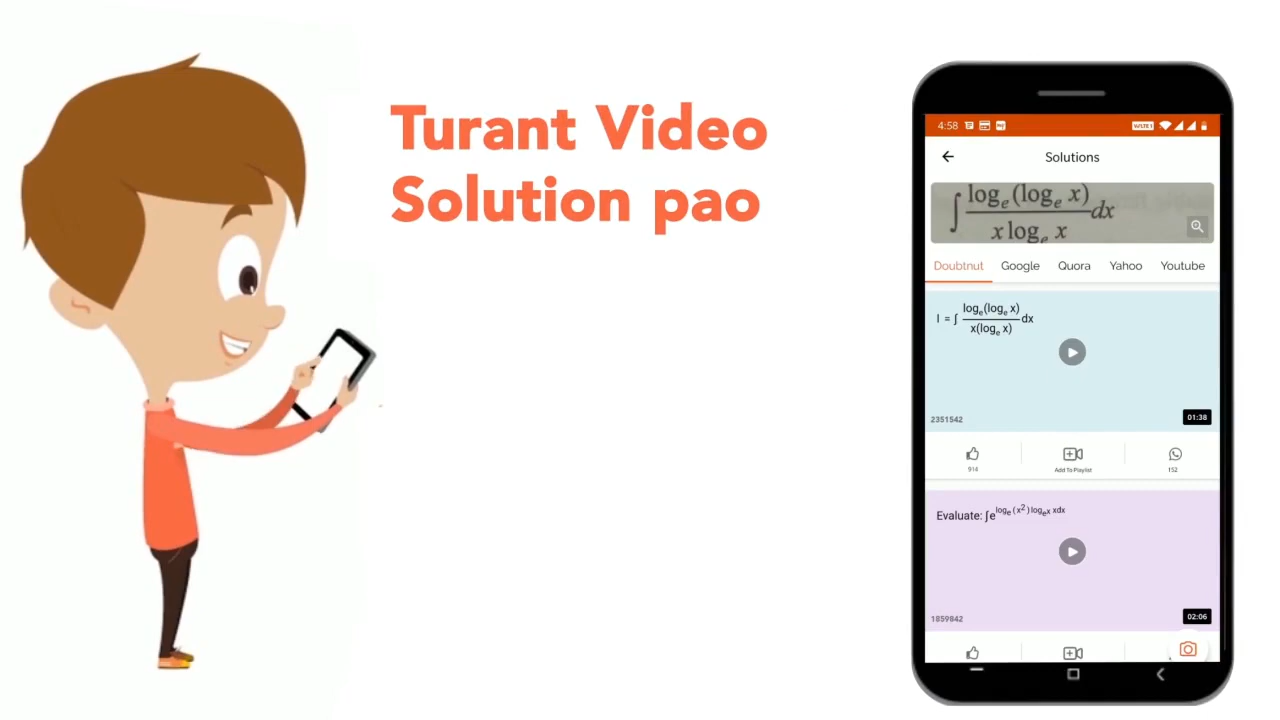 Turant Video
Solution pao
4:58
VoLTE1
Solutions
∫ logₑ(logₑ x) / x logₑ x dx
Doubtnut Google Quora Yahoo Youtube
I = ∫ logₑ(logₑ x) / x(logₑ x) dx
2351542 01:38
914 Add To Playlist 152
Evaluate: ∫e^logₑ(x²)logₑx xdx
1859842 02:06